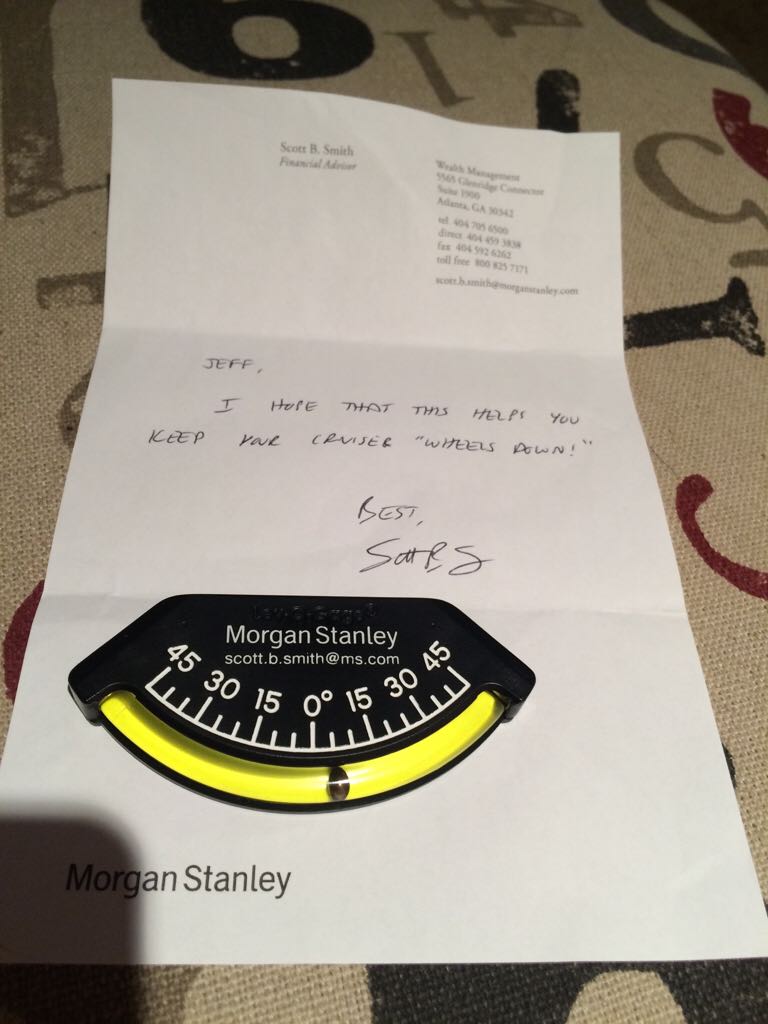 Scott B. Smith
Financial Advisor
Wealth Management
5565 Glenridge Connector
Suite 1900
Atlanta, GA 30342
tel 404 705 6500
direct 404 459 3838
fax 404 592 6262
toll free 800 825 7171
scott.b.smith@morganstanley.com
JEFF,
I HOPE THAT THIS HELPS YOU
KEEP YOUR CRUISER "WHEELS DOWN!"
BEST,
Lev-O-Gage®
Morgan Stanley
scott.b.smith@ms.com
45 30 15 0° 15 30 45
Morgan Stanley